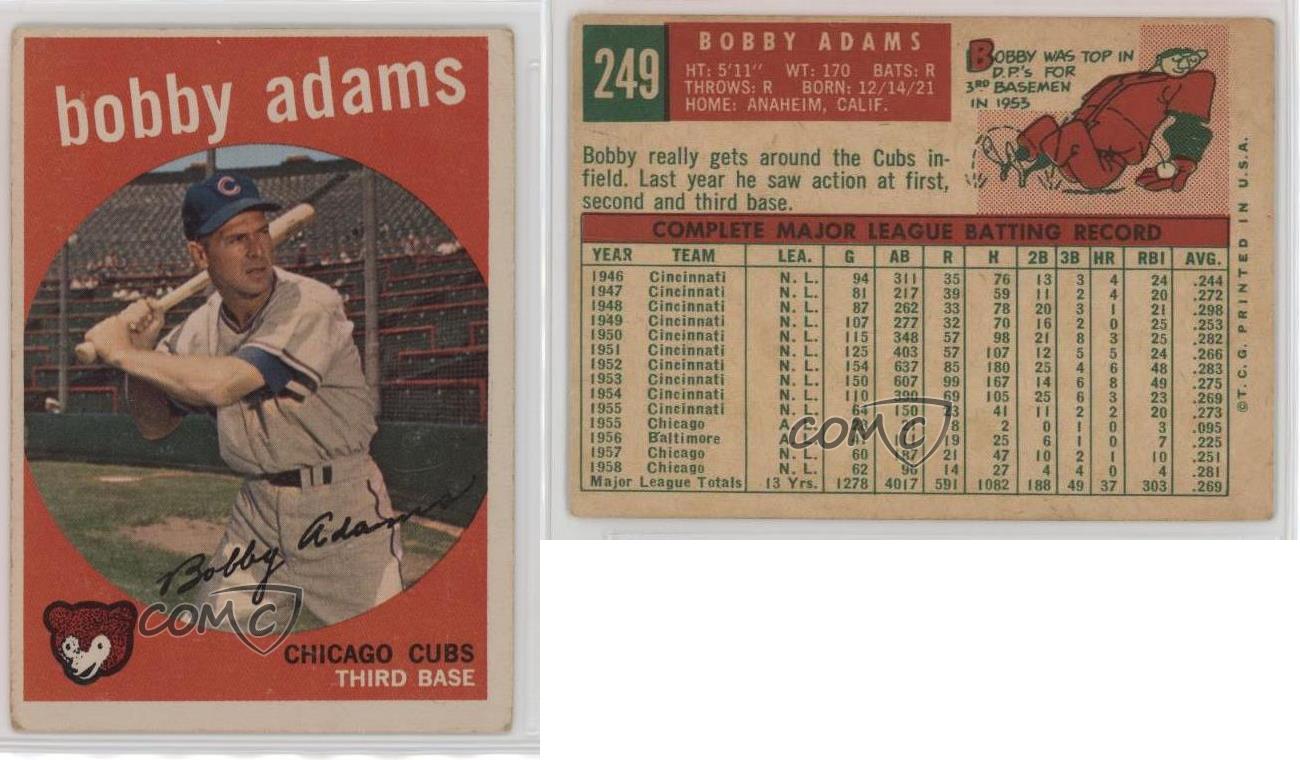 bobby adams
C
Bobby Adams
COMC
CHICAGO CUBS
THIRD BASE
249
BOBBY ADAMS
HT: 5'11" WT: 170 BATS: R
THROWS: R BORN: 12/14/21
HOME: ANAHEIM, CALIF.
BOBBY WAS TOP IN
D.P.'s FOR
3RD BASEMEN
IN 1953
Bobby really gets around the Cubs in-
field. Last year he saw action at first,
second and third base.
COMPLETE MAJOR LEAGUE BATTING RECORD
YEAR TEAM LEA. G AB R H 2B 3B HR RBI AVG.
1946 Cincinnati N. L. 94 311 35 76 13 3 4 24 .244
1947 Cincinnati N. L. 81 217 39 59 11 2 4 20 .272
1948 Cincinnati N. L. 87 262 33 78 20 3 1 21 .298
1949 Cincinnati N. L. 107 277 32 70 16 2 0 25 .253
1950 Cincinnati N. L. 115 348 57 98 21 8 3 25 .282
1951 Cincinnati N. L. 125 403 57 107 12 5 5 24 .266
1952 Cincinnati N. L. 154 637 85 180 25 4 6 48 .283
1953 Cincinnati N. L. 150 607 99 167 14 6 8 49 .275
1954 Cincinnati N. L. 110 390 69 105 25 6 3 23 .269
1955 Cincinnati N. L. 64 150 23 41 11 2 2 20 .273
1955 Chicago A. L. 8 2 0 1 0 3 .095
1956 Baltimore A. L. 19 25 6 1 0 7 .225
1957 Chicago N. L. 60 187 21 47 10 2 1 10 .251
1958 Chicago N. L. 62 96 14 27 4 4 0 4 .281
Major League Totals 13 Yrs. 1278 4017 591 1082 188 49 37 303 .269
COMC
©T. C. G. PRINTED IN U.S.A.